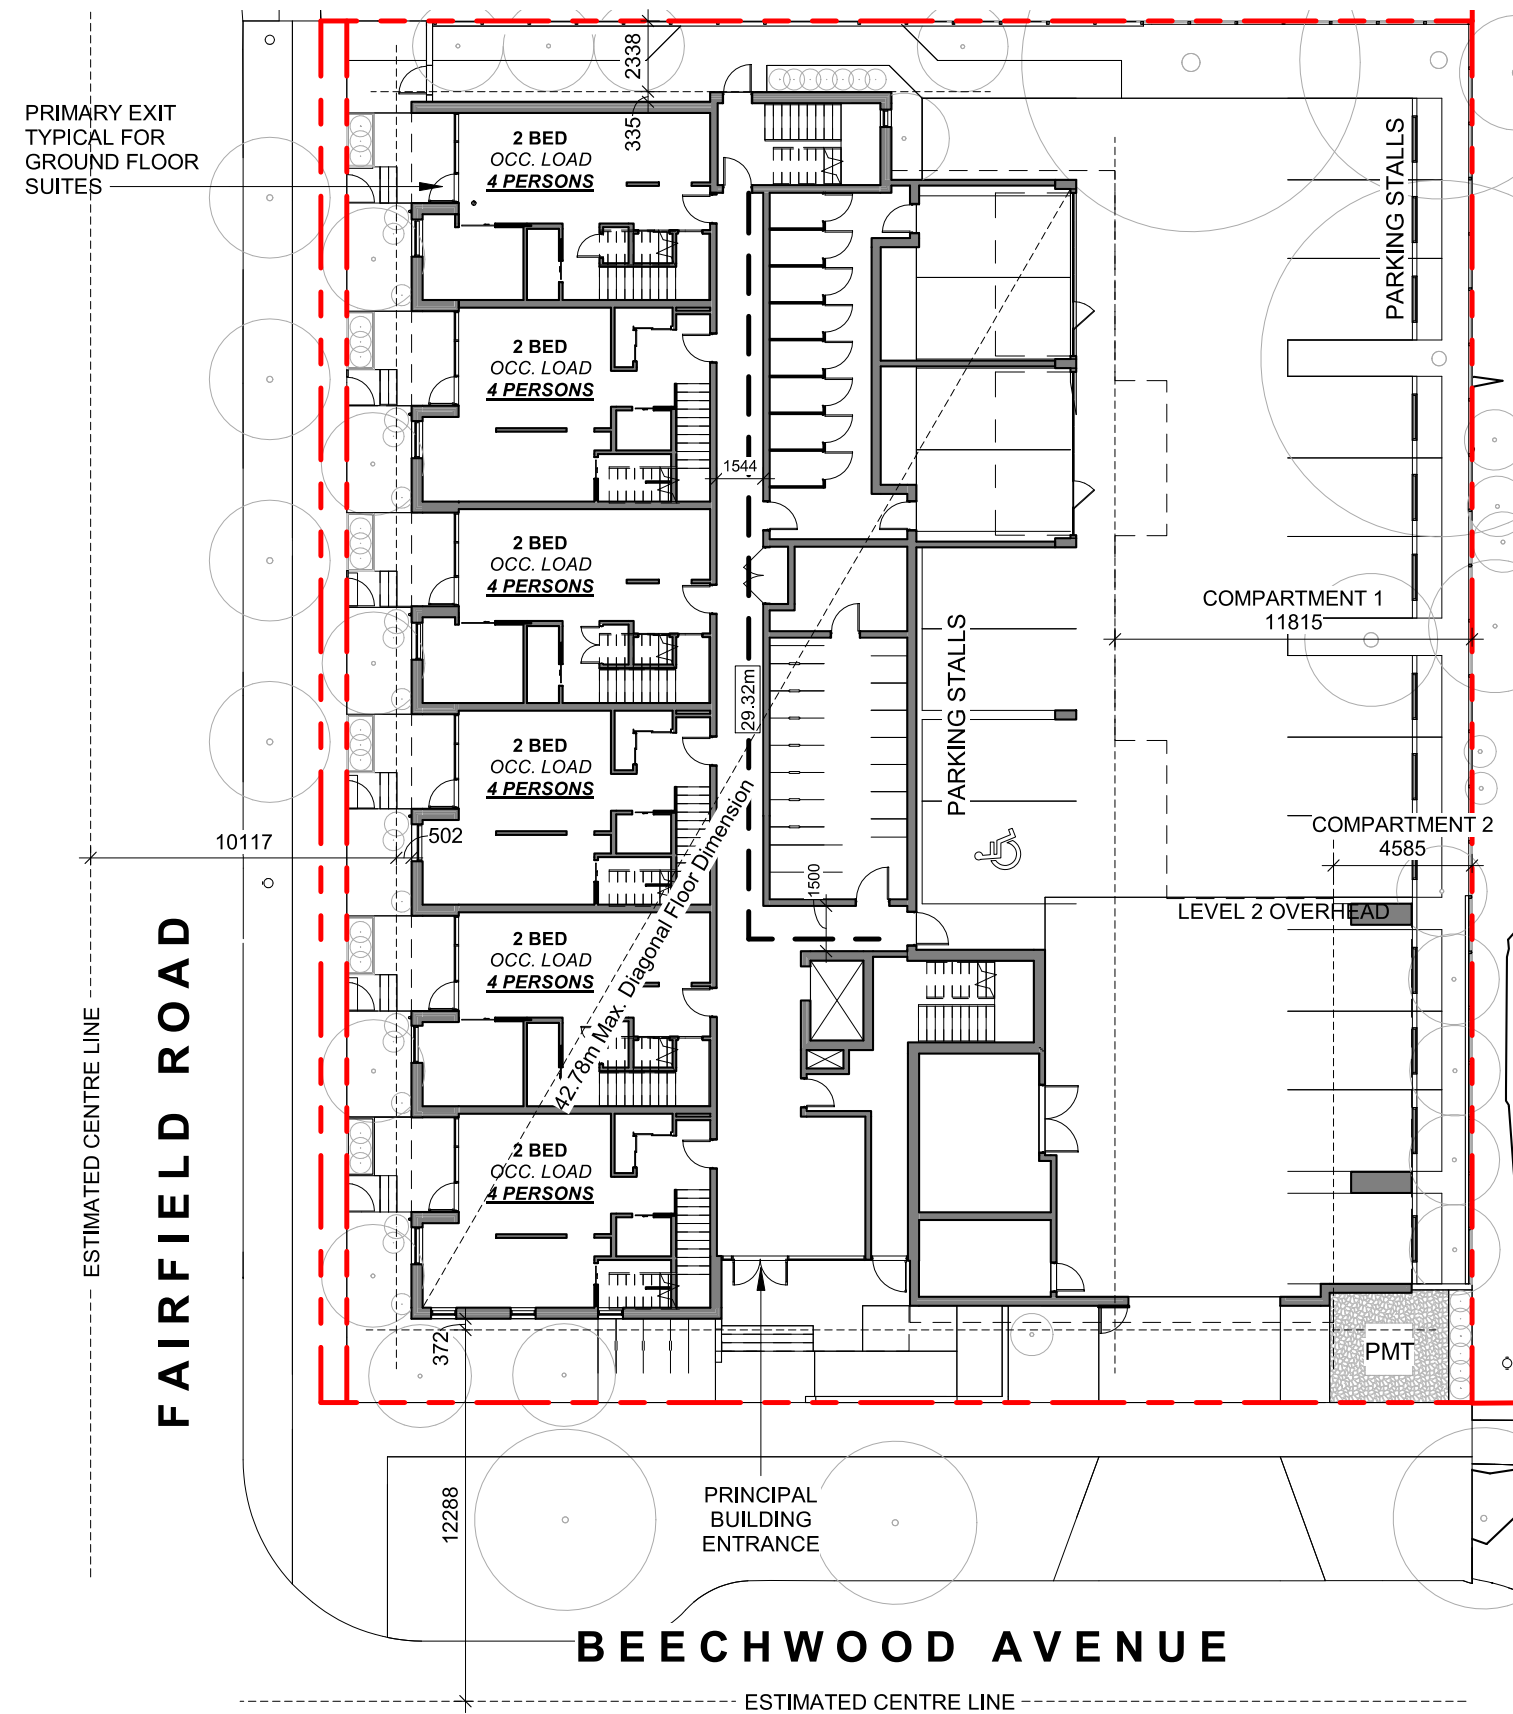 2338
335
PRIMARY EXIT
TYPICAL FOR
GROUND FLOOR
SUITES
2 BED
OCC. LOAD
4 PERSONS
PARKING STALLS
2 BED
OCC. LOAD
4 PERSONS
1544
2 BED
OCC. LOAD
4 PERSONS
COMPARTMENT 1
11815
PARKING STALLS
29.32m
2 BED
OCC. LOAD
4 PERSONS
42.78m Max. Diagonal Floor Dimension
10117
502
COMPARTMENT 2
4585
1500
LEVEL 2 OVERHEAD
2 BED
OCC. LOAD
4 PERSONS
FAIRFIELD ROAD
ESTIMATED CENTRE LINE
2 BED
OCC. LOAD
4 PERSONS
372
PMT
12288
PRINCIPAL
BUILDING
ENTRANCE
BEECHWOOD AVENUE
ESTIMATED CENTRE LINE